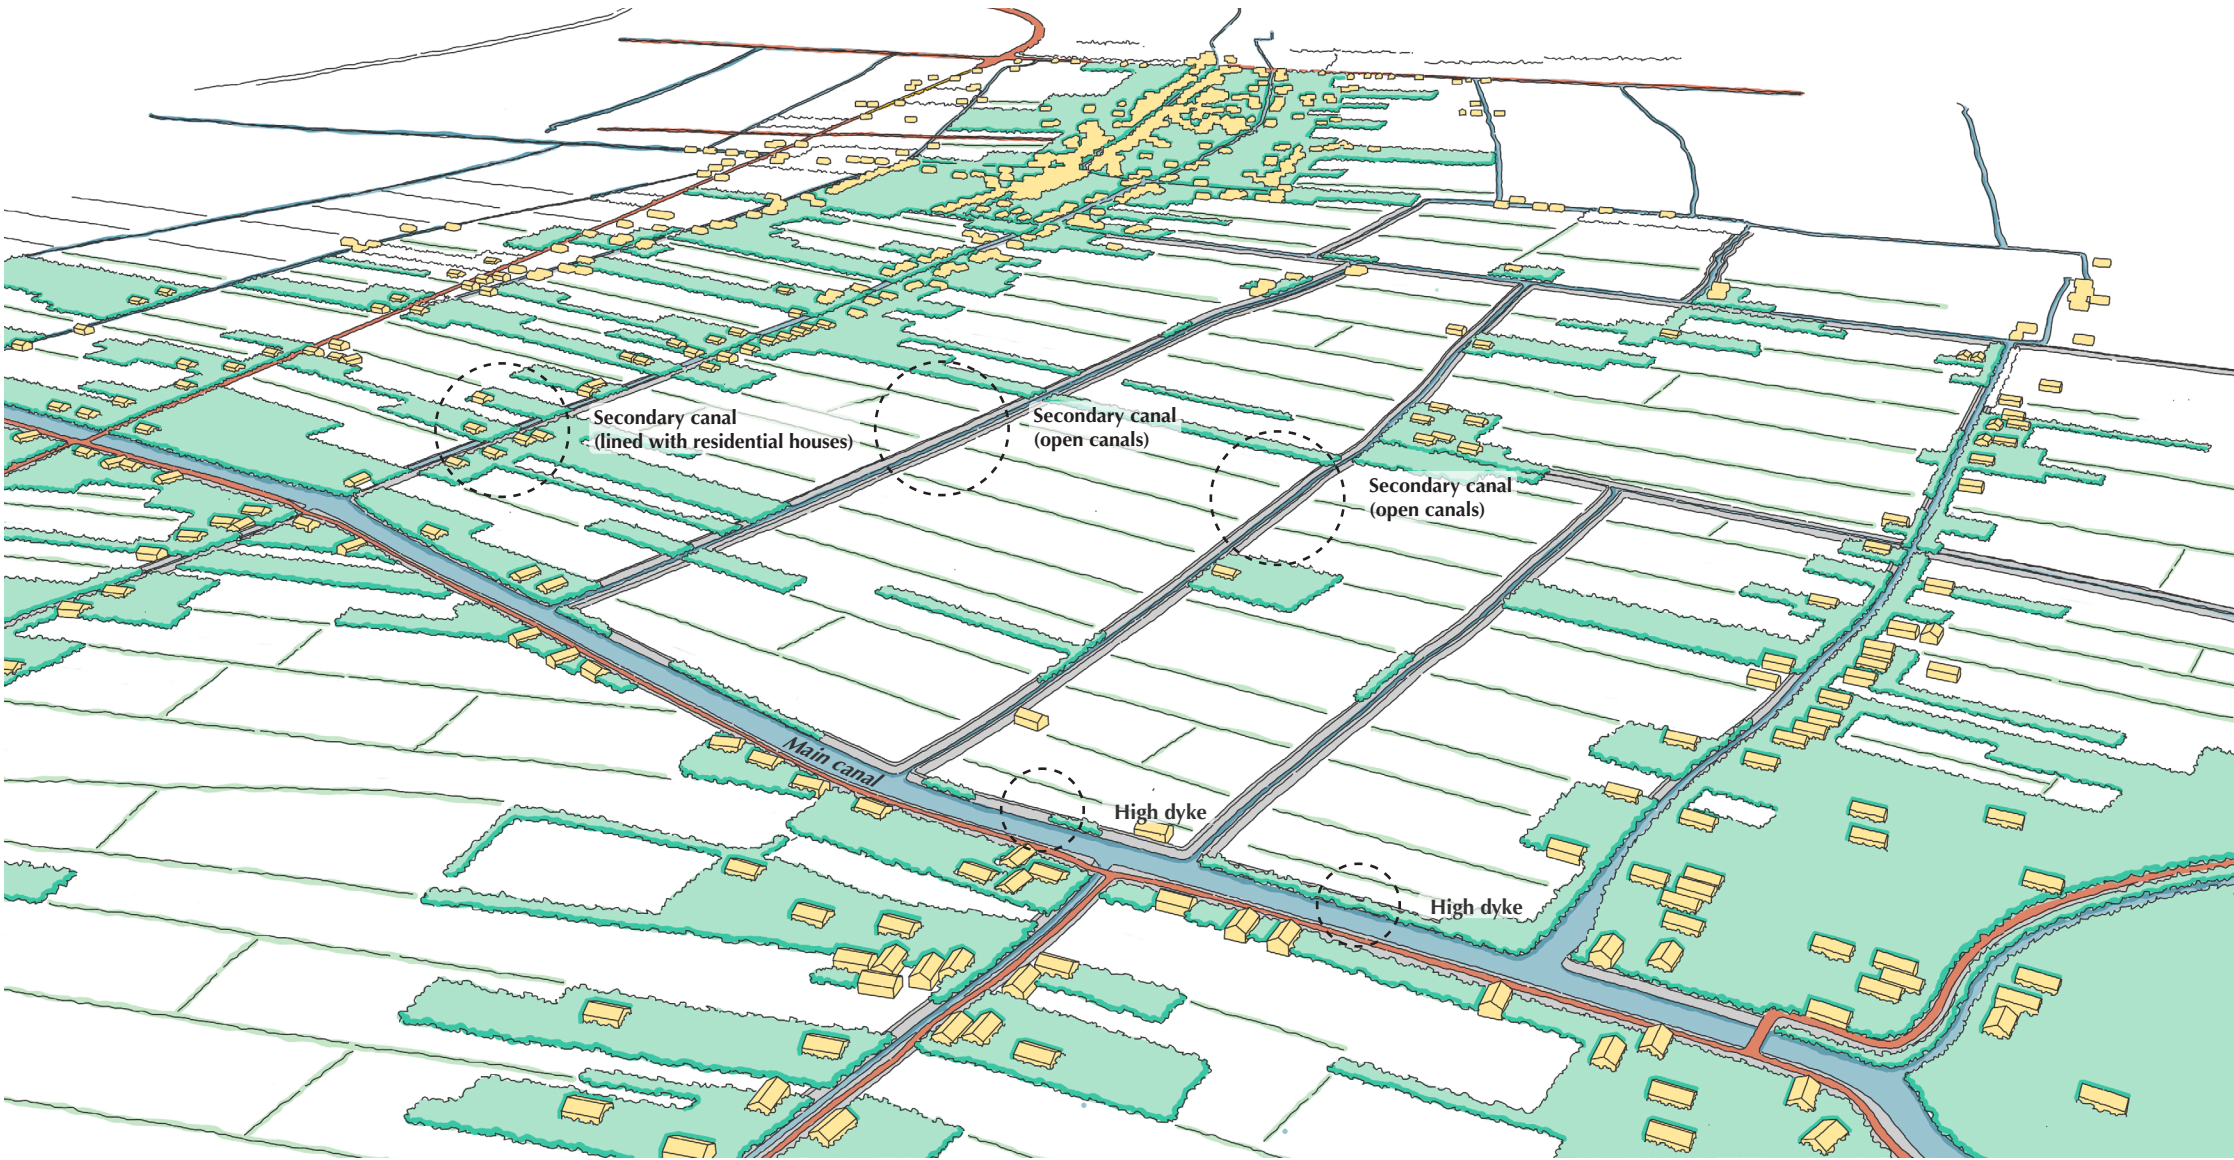 Secondary canal
(lined with residential houses)
Secondary canal
(open canals)
Secondary canal
(open canals)
Main canal
High dyke
High dyke